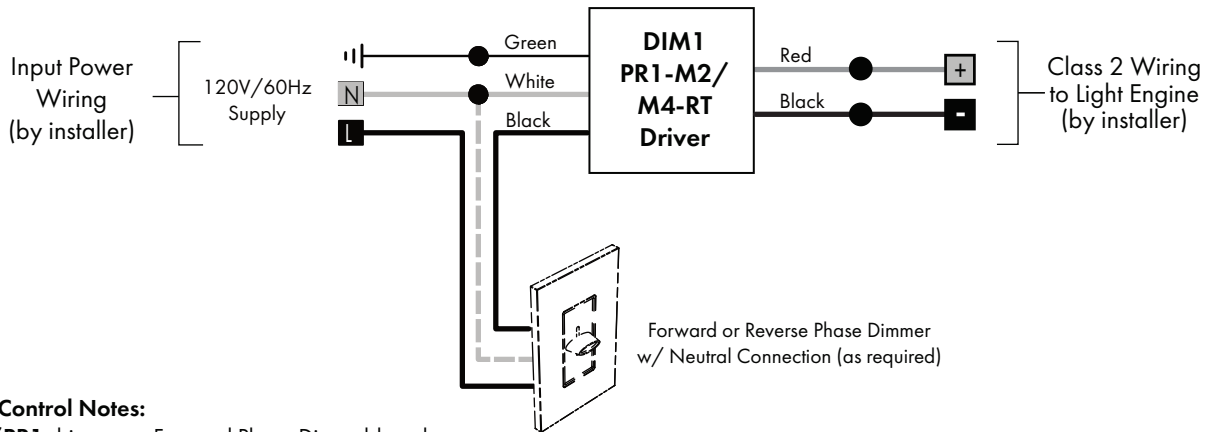 Input Power
Wiring
(by installer)
120V/60Hz
Supply
N
L
Green
White
Black
DIM1
PR1-M2/
M4-RT
Driver
Red
Black
+
-
Class 2 Wiring
to Light Engine
(by installer)
Forward or Reverse Phase Dimmer
w/ Neutral Connection (as required)
Control Notes: